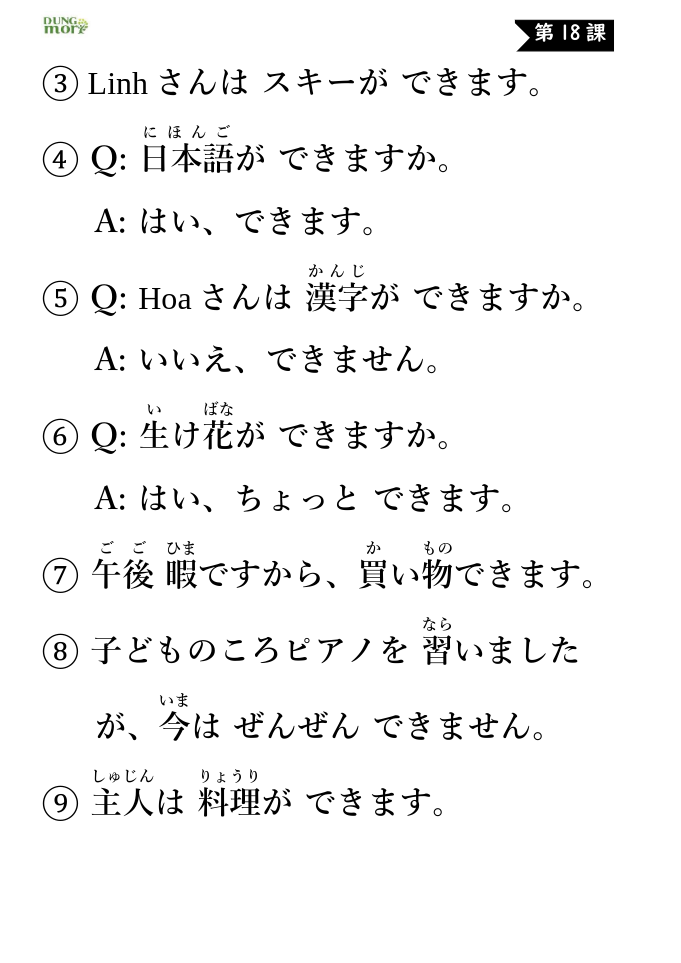 DUNG mori
第18課
③ Linh さんは スキーが できます。
にほんご
④ Q: 日本語が できますか。
A: はい、できます。
かんじ
⑤ Q: Hoa さんは 漢字が できますか。
A: いいえ、できません。
い ばな
⑥ Q: 生け花が できますか。
A: はい、ちょっと できます。
ご ご ひま か もの
⑦ 午後 暇ですから、買い物できます。
なら
⑧ 子どものころピアノを 習いました
いま
が、今は ぜんぜん できません。
しゅじん りょうり
⑨ 主人は 料理が できます。